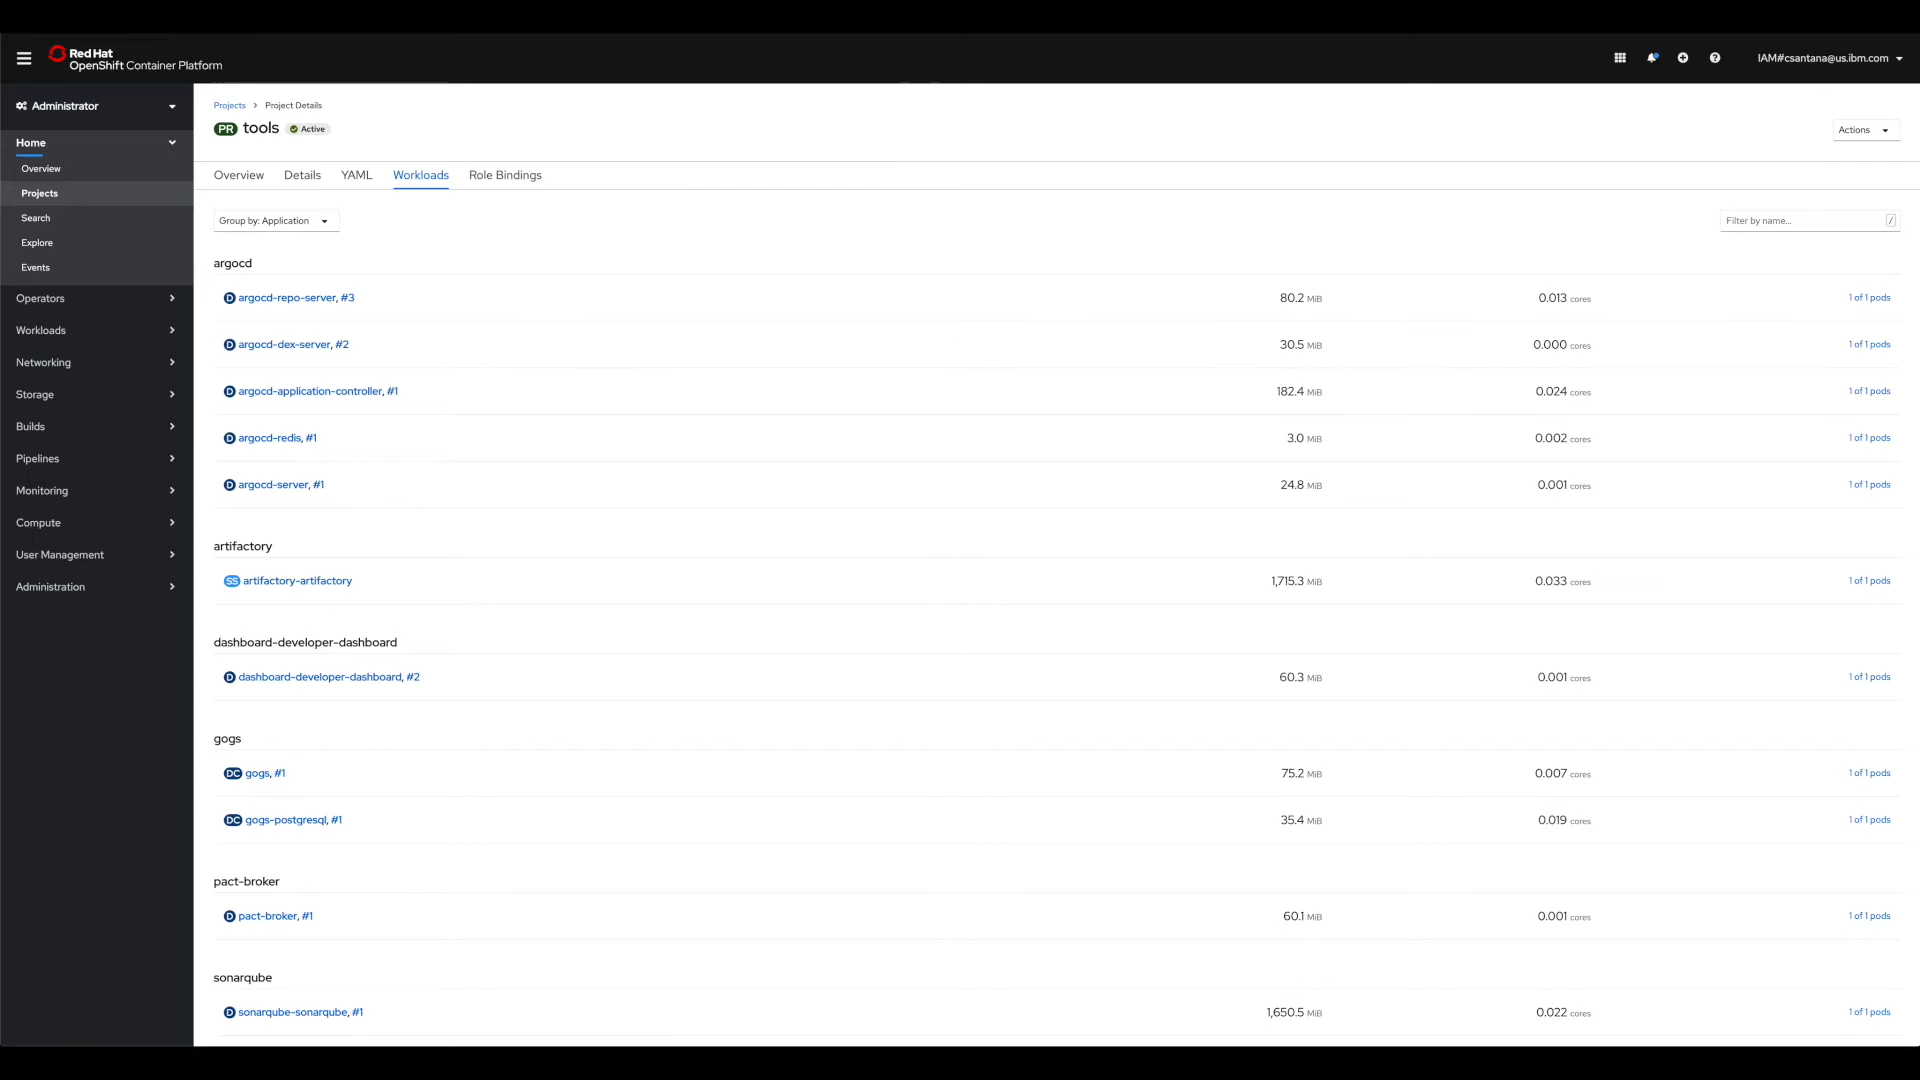 Red Hat
OpenShift Container Platform
IAM#csantana@us.ibm.com
Administrator
Home
Overview
Projects
Search
Explore
Events
Operators
Workloads
Networking
Storage
Builds
Pipelines
Monitoring
Compute
User Management
Administration
Projects > Project Details
PR tools Active
Actions
Overview Details YAML Workloads Role Bindings
Group by: Application
Filter by name... /
argocd
D argocd-repo-server, #3 80.2 MiB 0.013 cores 1 of 1 pods
D argocd-dex-server, #2 30.5 MiB 0.000 cores 1 of 1 pods
D argocd-application-controller, #1 182.4 MiB 0.024 cores 1 of 1 pods
D argocd-redis, #1 3.0 MiB 0.002 cores 1 of 1 pods
D argocd-server, #1 24.8 MiB 0.001 cores 1 of 1 pods
artifactory
SS artifactory-artifactory 1,715.3 MiB 0.033 cores 1 of 1 pods
dashboard-developer-dashboard
D dashboard-developer-dashboard, #2 60.3 MiB 0.001 cores 1 of 1 pods
gogs
DC gogs, #1 75.2 MiB 0.007 cores 1 of 1 pods
DC gogs-postgresql, #1 35.4 MiB 0.019 cores 1 of 1 pods
pact-broker
D pact-broker, #1 60.1 MiB 0.001 cores 1 of 1 pods
sonarqube
D sonarqube-sonarqube, #1 1,650.5 MiB 0.022 cores 1 of 1 pods